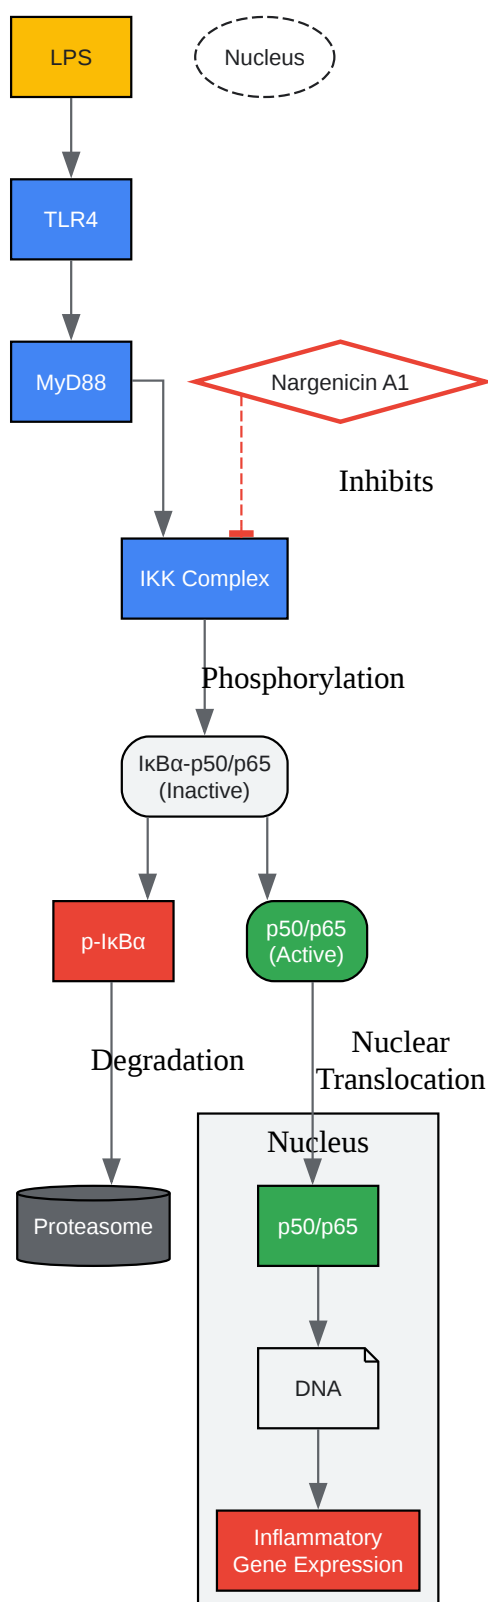 LPS
Nucleus
TLR4
MyD88
Nargenicin A1
Inhibits
IKK Complex
Phosphorylation
IκBα-p50/p65
(Inactive)
p-IκBα
p50/p65
(Active)
Degradation
Nuclear
Translocation
Nucleus
Proteasome
p50/p65
DNA
Inflammatory
Gene Expression